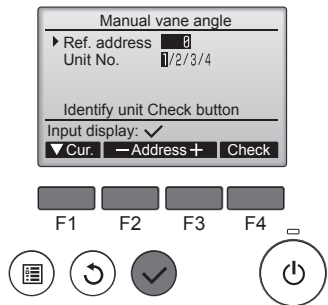 Manual vane angle
Ref. address 0
Unit No. 1/2/3/4
Identify unit Check button
Input display: ✓
▼Cur. －Address＋ Check
F1 F2 F3 F4